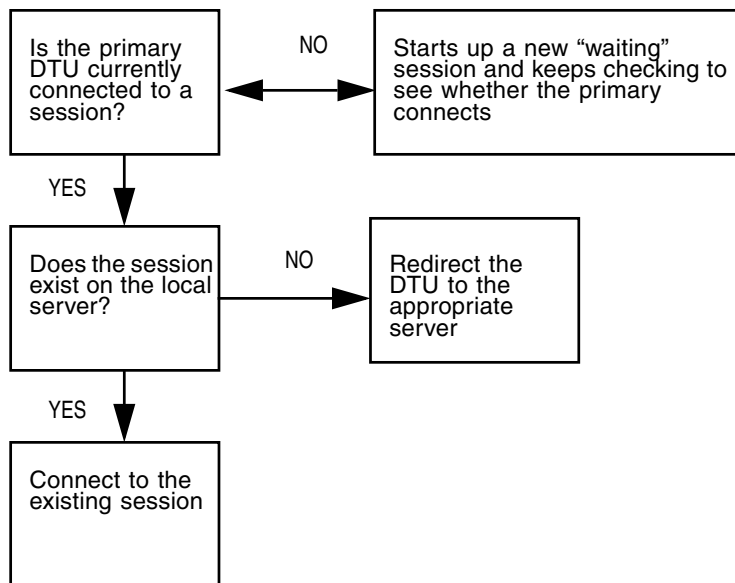 Is the primary
DTU currently
connected to a
session?
NO
Starts up a new “waiting”
session and keeps checking to
see whether the primary
connects
YES
Does the session
exist on the local
server?
NO
Redirect the
DTU to the
appropriate
server
YES
Connect to the
existing session